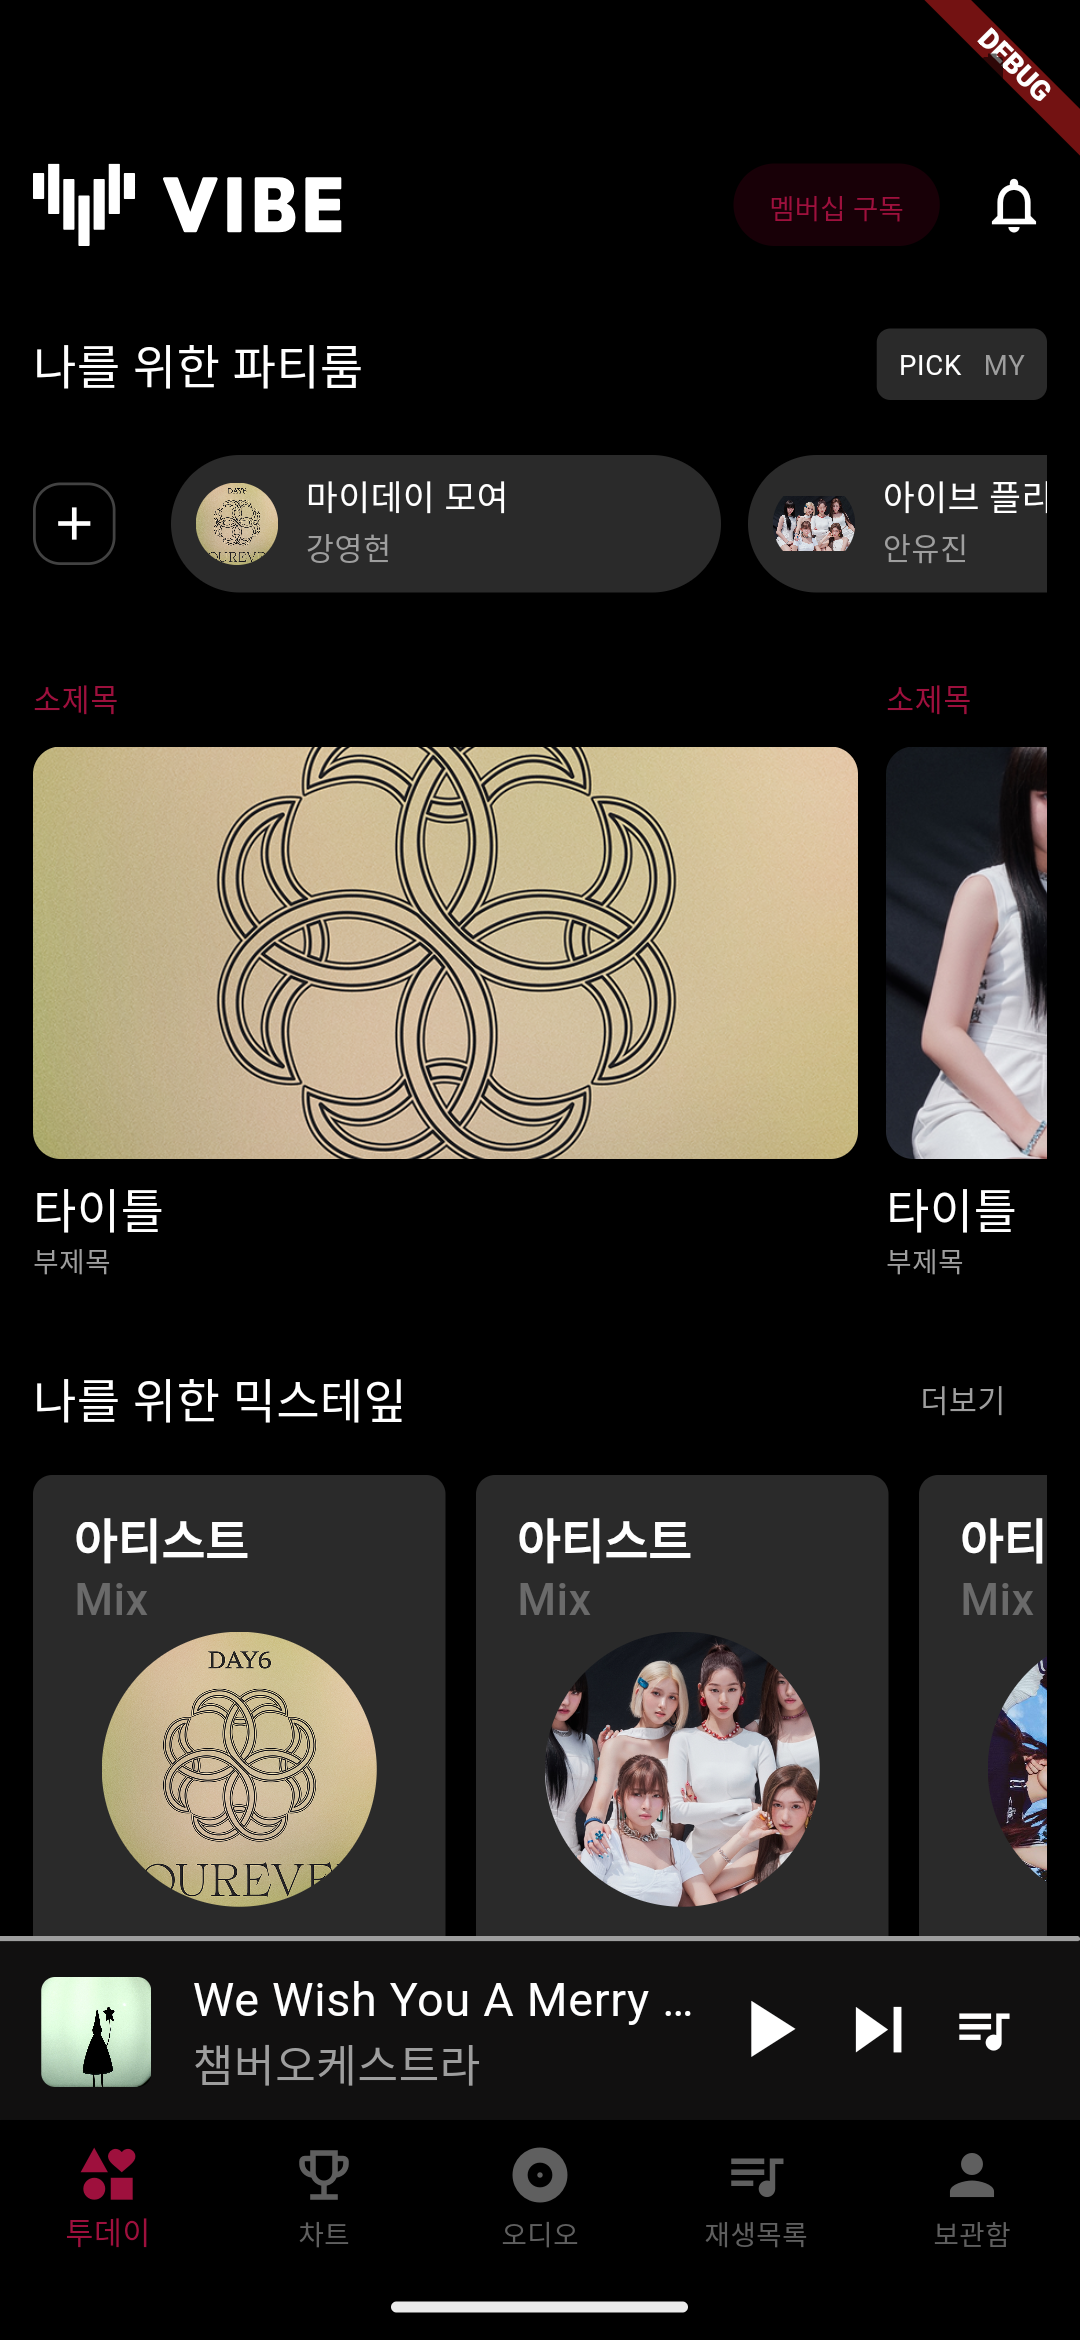 DEBUG
VIBE
멤버십 구독
나를 위한 파티룸
PICK MY
마이데이 모여
강영현
아이브 플리
안유진
소제목
소제목
타이틀
부제목
타이틀
부제목
나를 위한 믹스테잎
더보기
아티스트
Mix
아티스트
Mix
아티
Mix
DAY6
OUREVE
We Wish You A Merry ...
챔버오케스트라
투데이
차트
오디오
재생목록
보관함